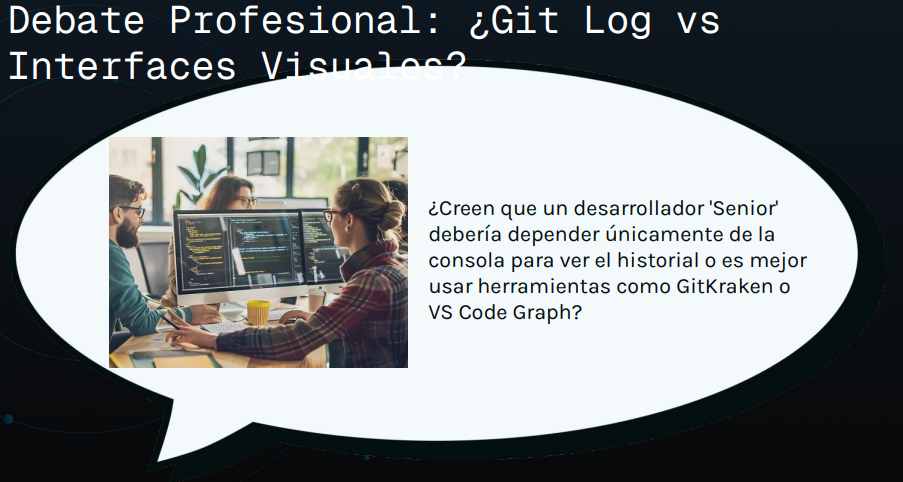 Debate Profesional: ¿Git Log vs
Interfaces Visuales?
¿Creen que un desarrollador 'Senior'
debería depender únicamente de la
consola para ver el historial o es mejor
usar herramientas como GitKraken o
VS Code Graph?